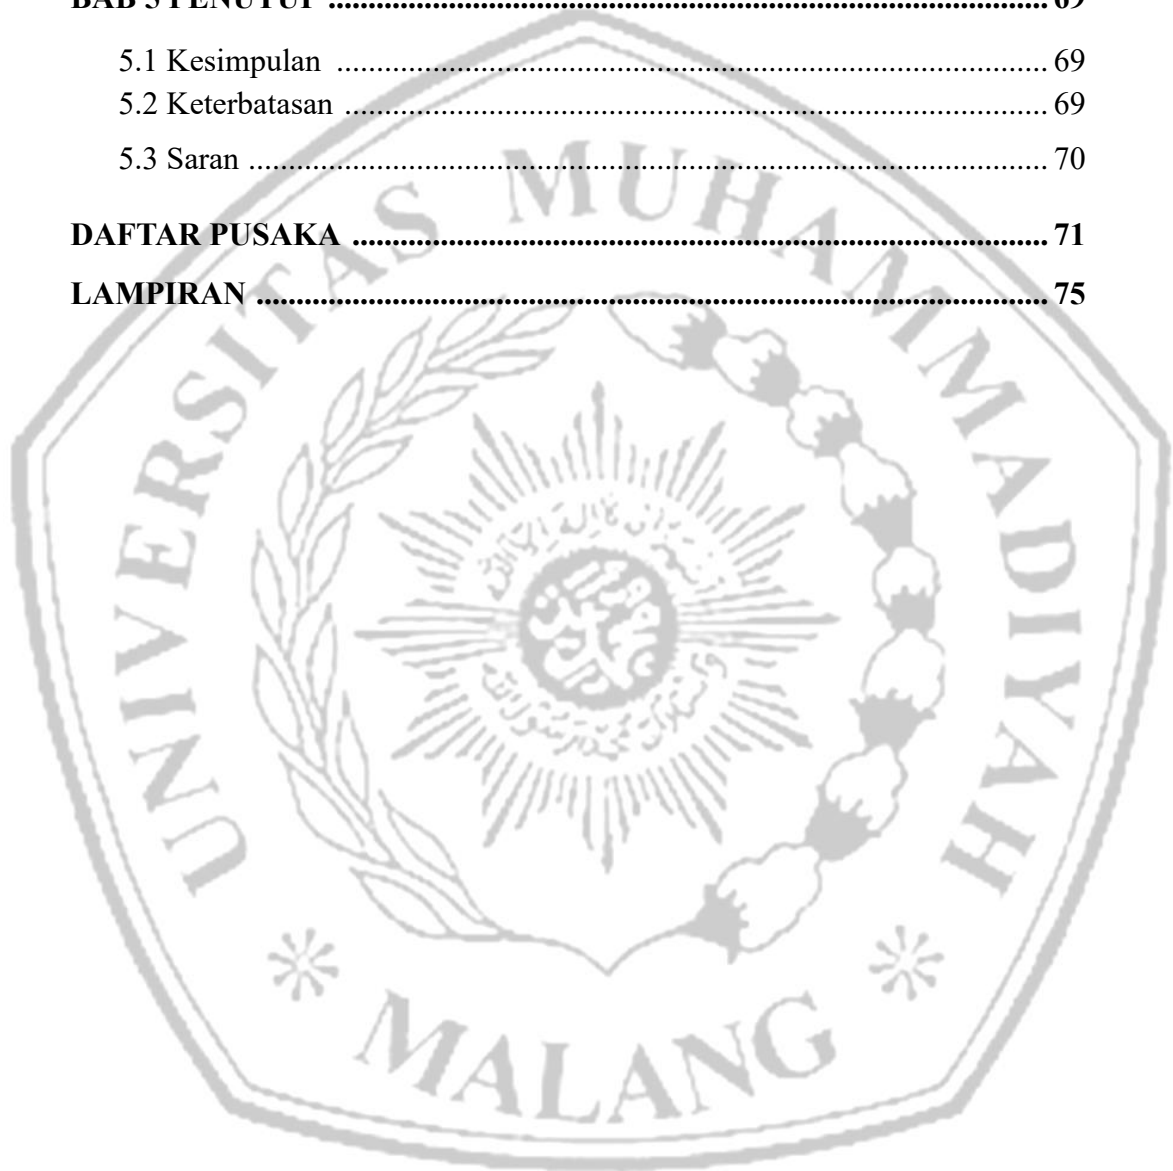 BAB 5 PENUTUP ........................................................................................... 69
5.1 Kesimpulan ......................................................................................... 69
5.2 Keterbatasan ........................................................................................ 69
5.3 Saran .................................................................................................... 70
DAFTAR PUSAKA ........................................................................................ 71
LAMPIRAN .................................................................................................... 75
UNIVERSITAS MUHAMMADIYAH
* MALANG *